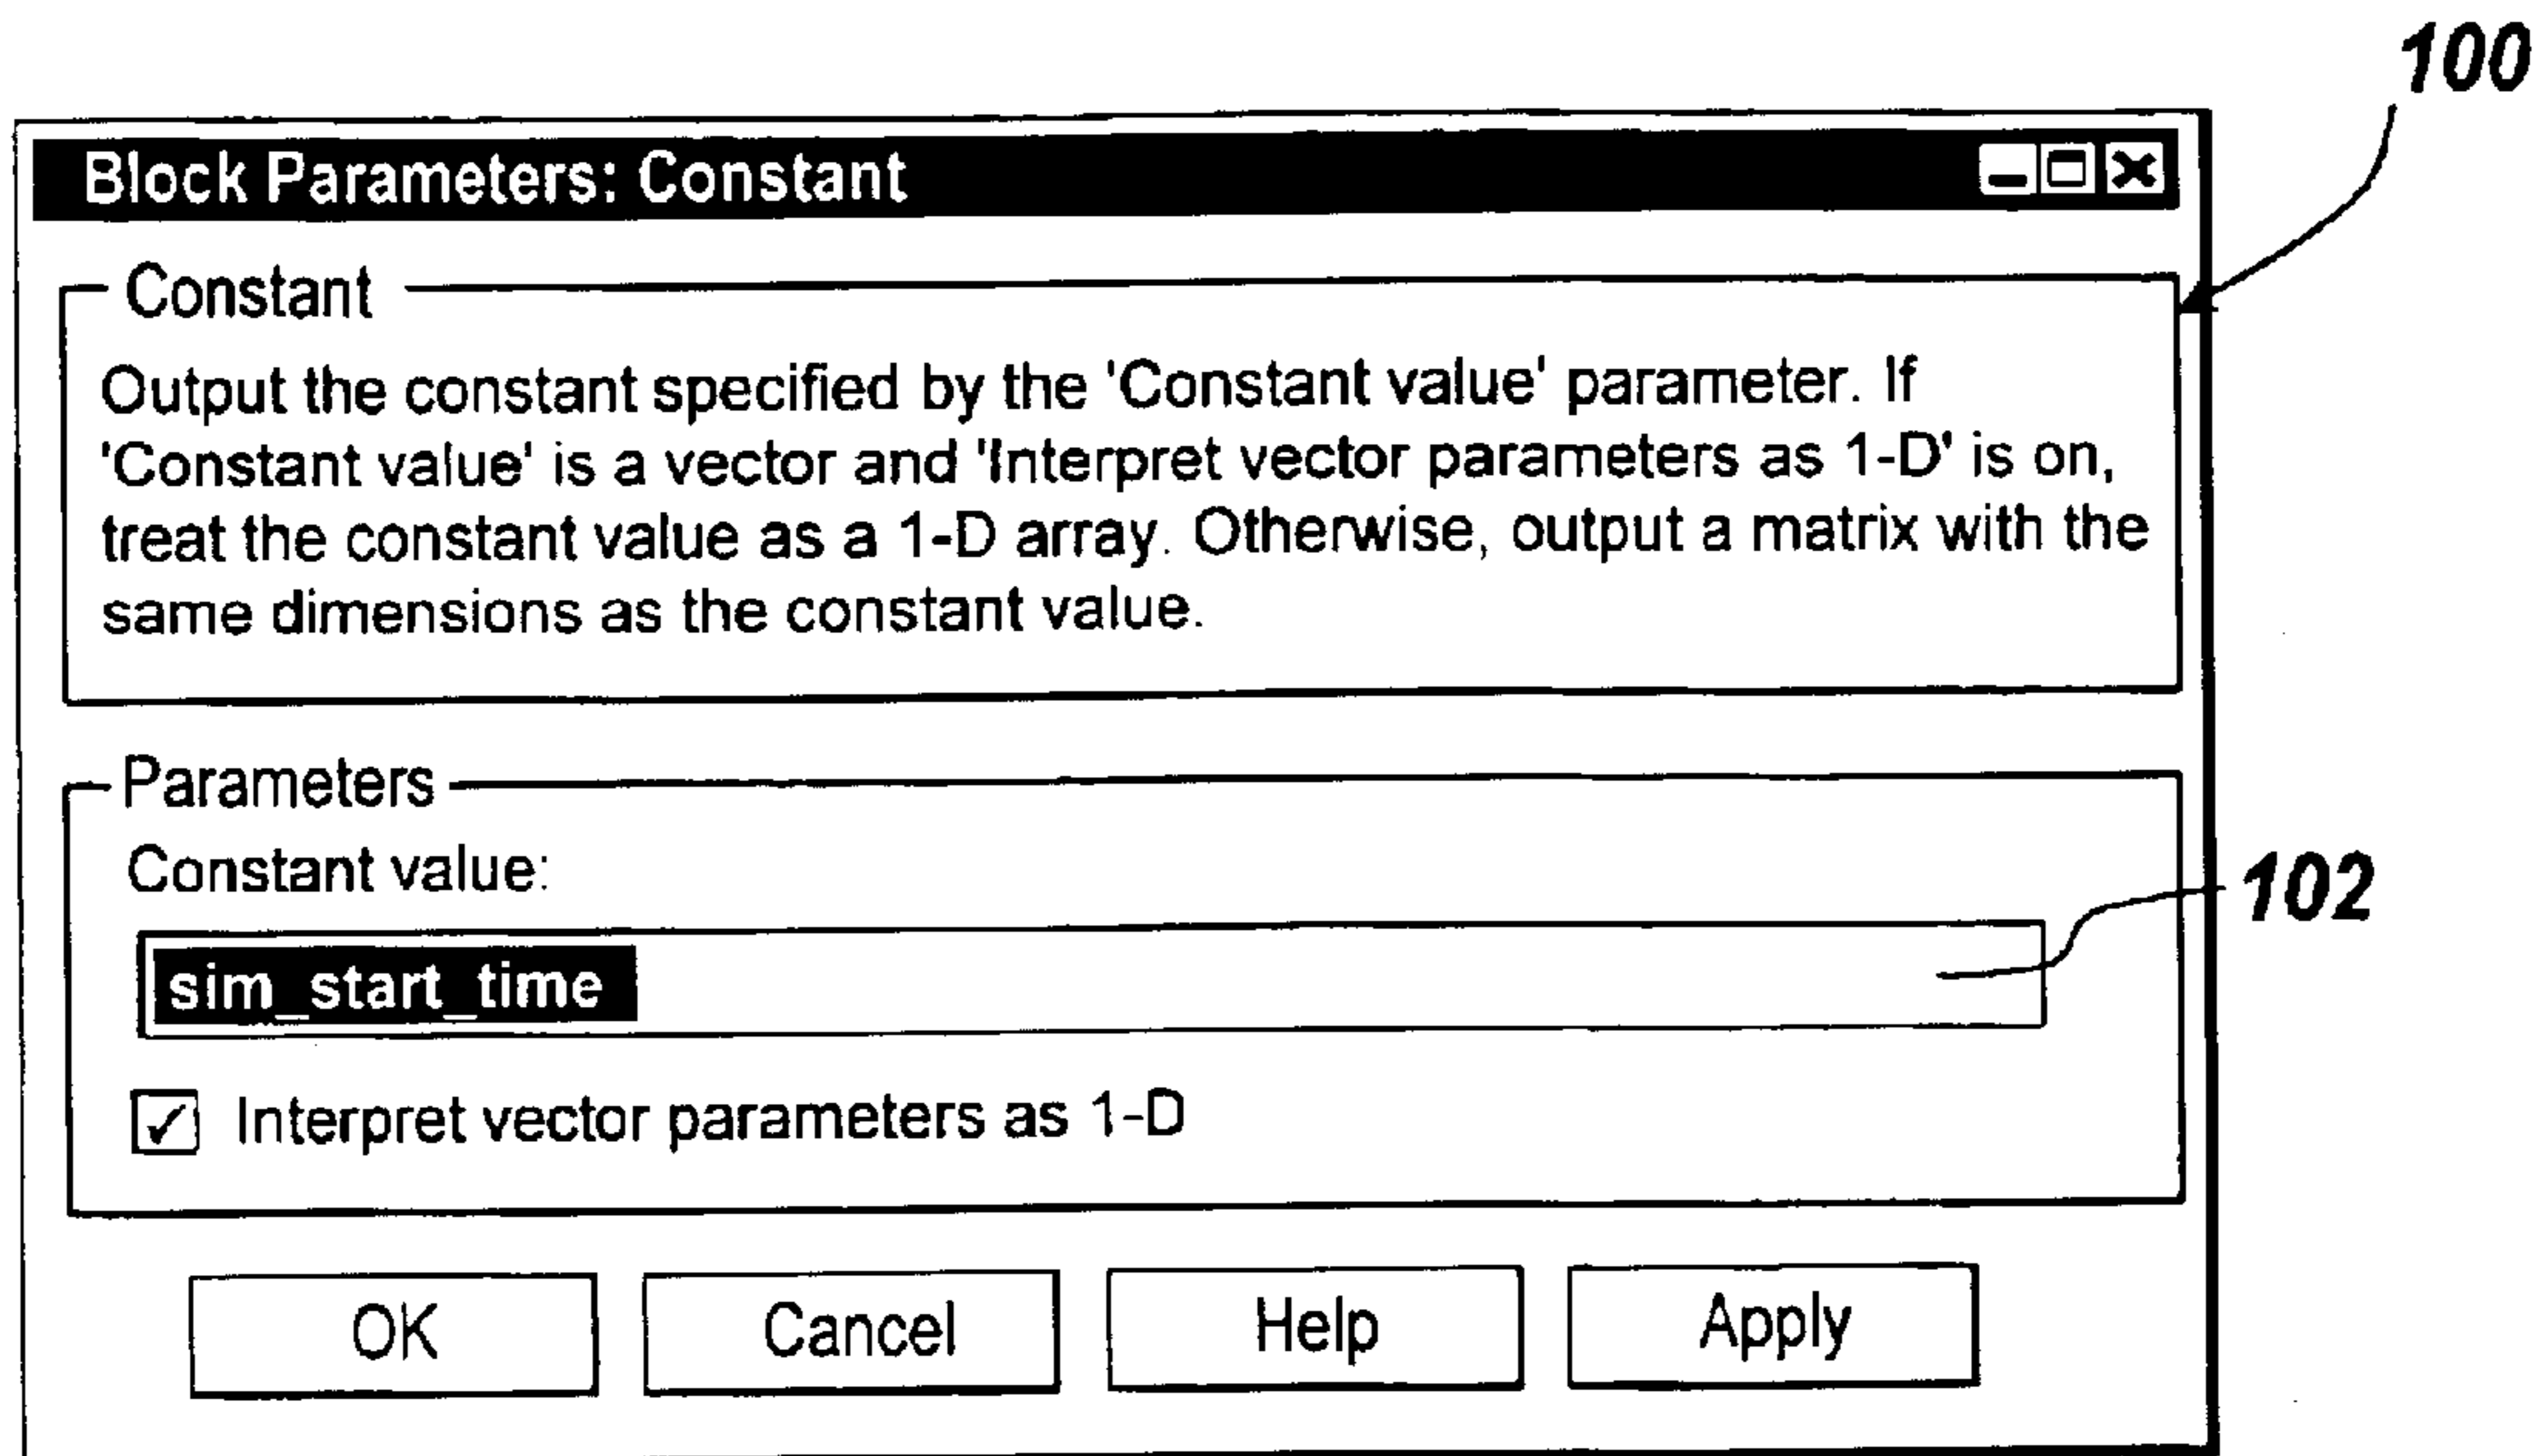 100
Block Parameters: Constant
Constant
Output the constant specified by the 'Constant value' parameter. If
'Constant value' is a vector and 'Interpret vector parameters as 1-D' is on,
treat the constant value as a 1-D array. Otherwise, output a matrix with the
same dimensions as the constant value.
Parameters
Constant value:
102
sim_start_time
Interpret vector parameters as 1-D
OK Cancel Help Apply